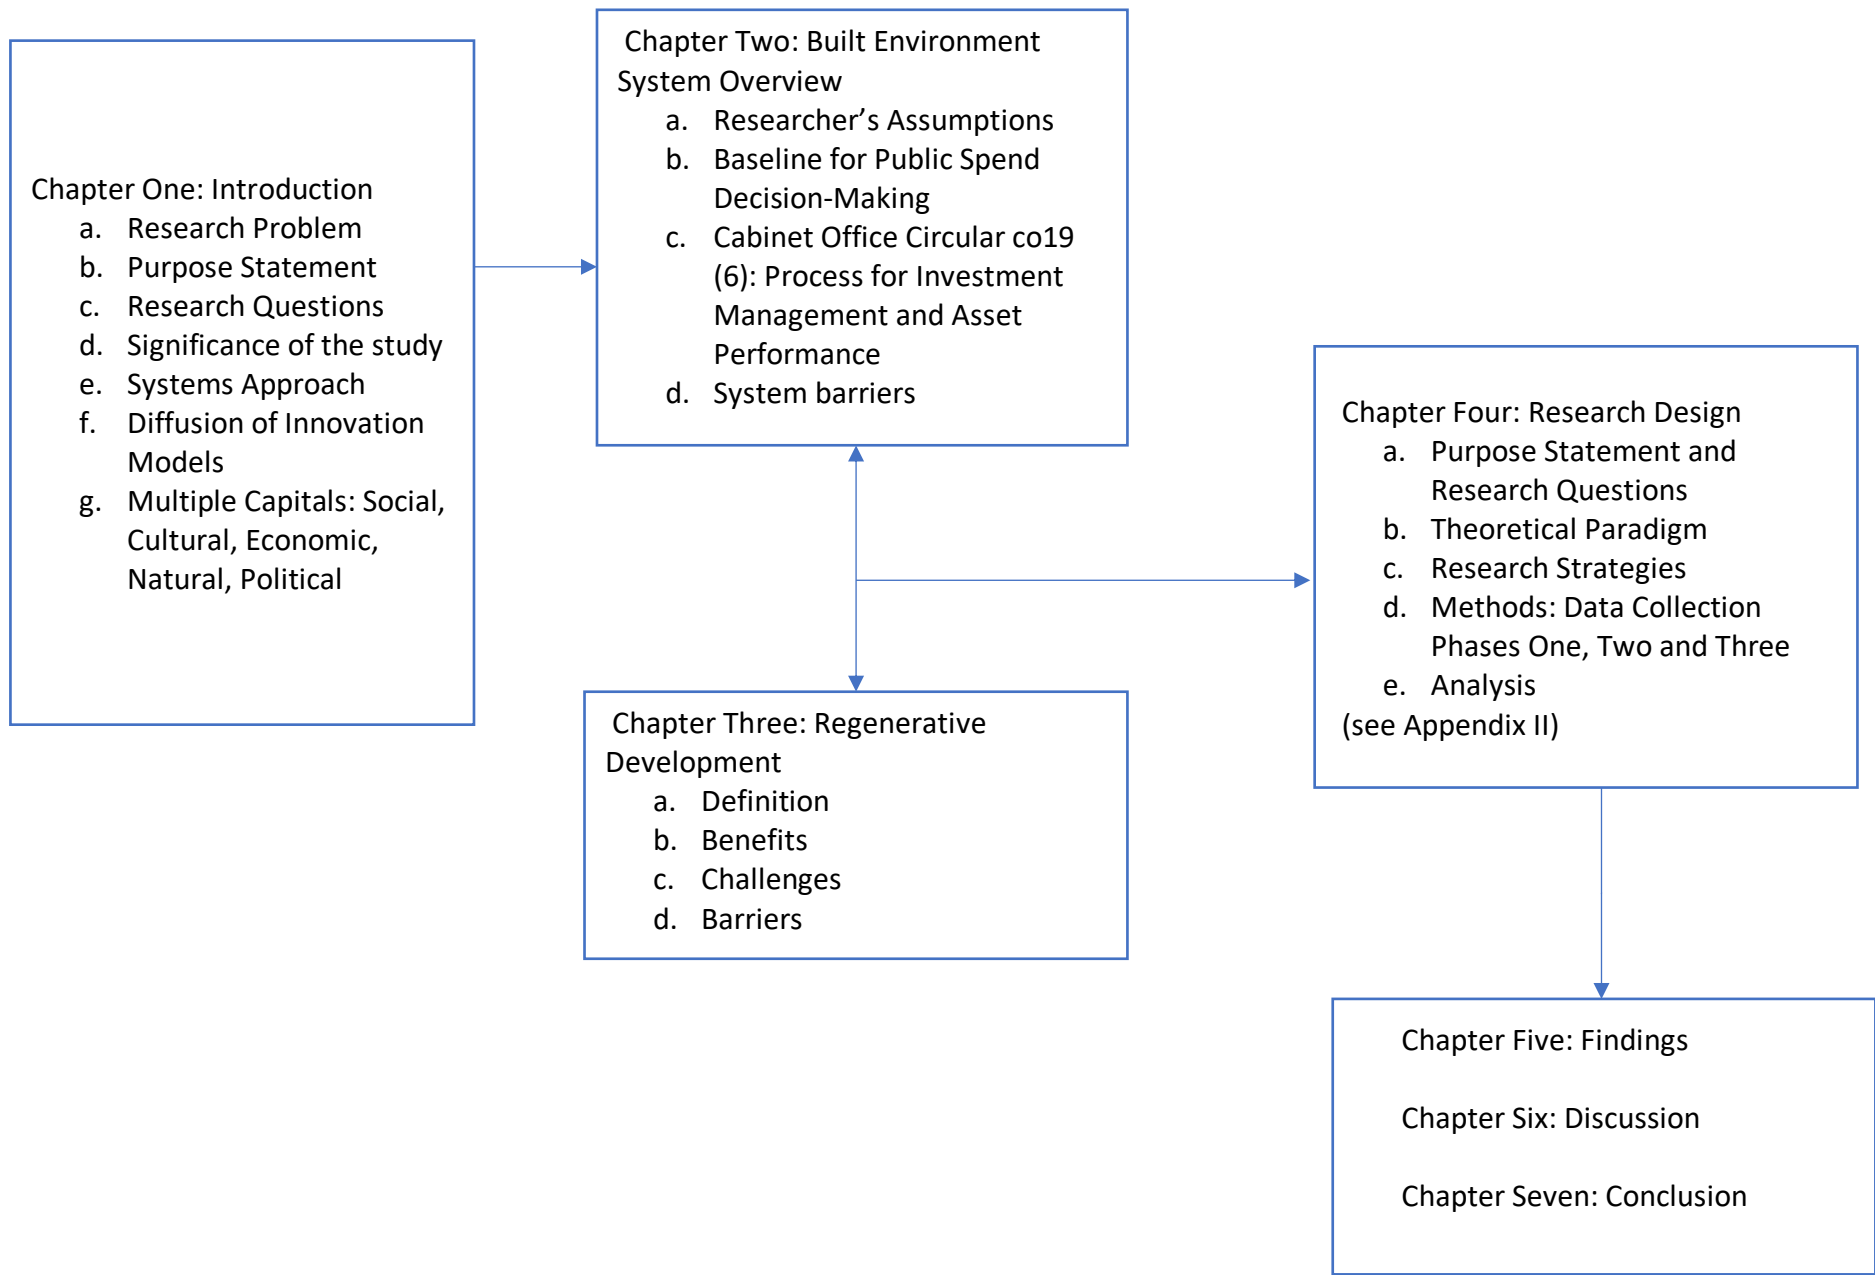 Chapter One: Introduction
a. Research Problem
b. Purpose Statement
c. Research Questions
d. Significance of the study
e. Systems Approach
f. Diffusion of Innovation
Models
g. Multiple Capitals: Social,
Cultural, Economic,
Natural, Political
Chapter Two: Built Environment
System Overview
a. Researcher’s Assumptions
b. Baseline for Public Spend
Decision-Making
c. Cabinet Office Circular co19
(6): Process for Investment
Management and Asset
Performance
d. System barriers
Chapter Three: Regenerative
Development
a. Definition
b. Benefits
c. Challenges
d. Barriers
Chapter Four: Research Design
a. Purpose Statement and
Research Questions
b. Theoretical Paradigm
c. Research Strategies
d. Methods: Data Collection
Phases One, Two and Three
e. Analysis
(see Appendix II)
Chapter Five: Findings
Chapter Six: Discussion
Chapter Seven: Conclusion